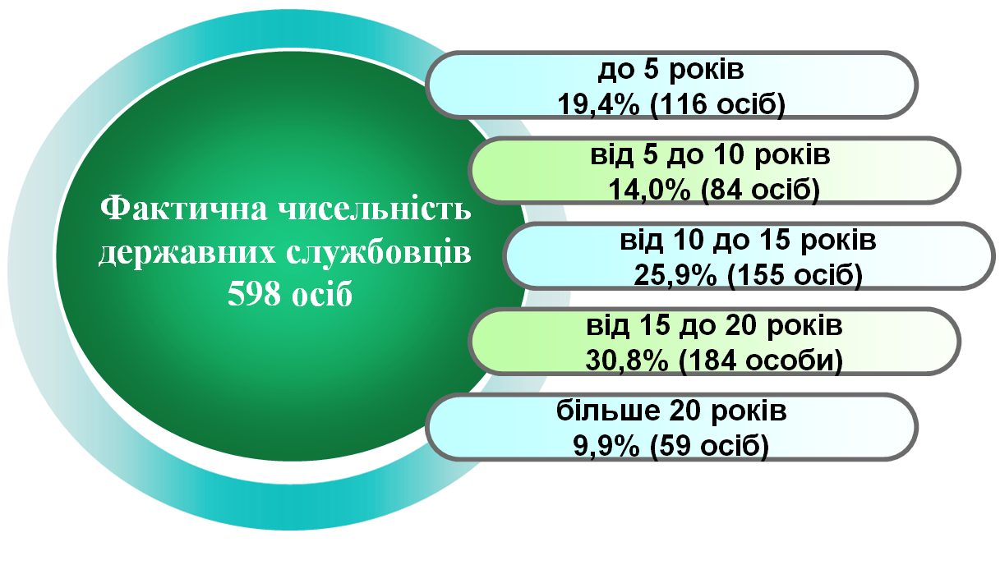 Фактична чисельність
державних службовців
598 осіб
до 5 років
19,4% (116 осіб)
від 5 до 10 років
14,0% (84 осіб)
від 10 до 15 років
25,9% (155 осіб)
від 15 до 20 років
30,8% (184 особи)
більше 20 років
9,9% (59 осіб)